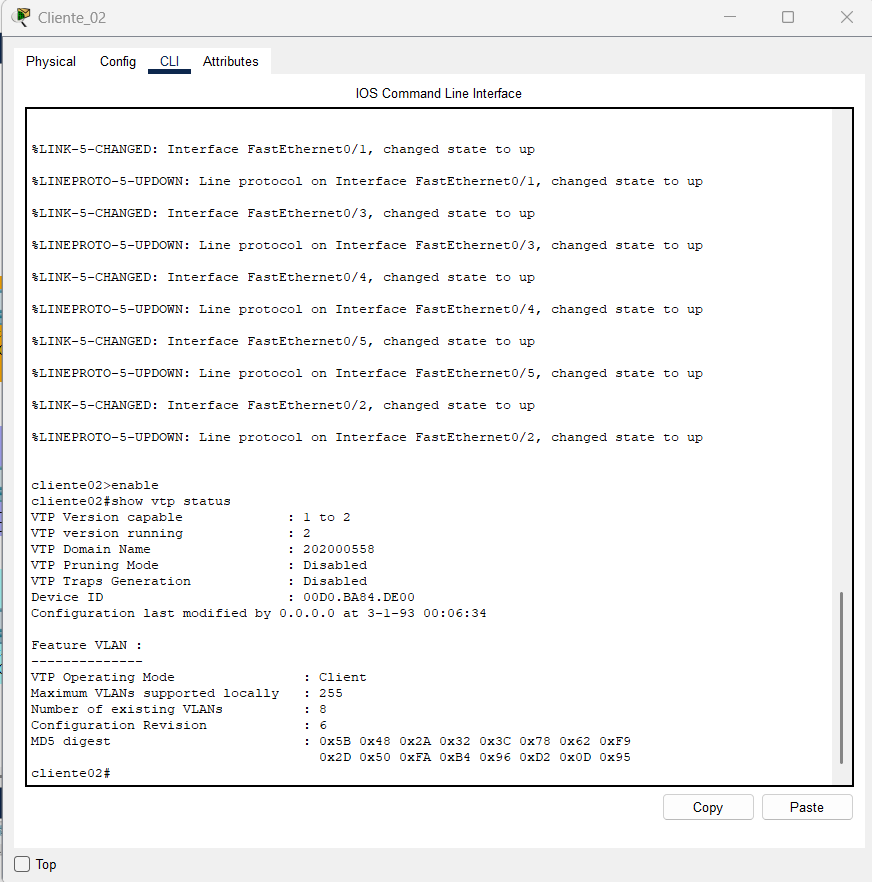 Cliente_02
Physical Config CLI Attributes
IOS Command Line Interface
%LINK-5-CHANGED: Interface FastEthernet0/1, changed state to up
%LINEPROTO-5-UPDOWN: Line protocol on Interface FastEthernet0/1, changed state to up
%LINK-5-CHANGED: Interface FastEthernet0/3, changed state to up
%LINEPROTO-5-UPDOWN: Line protocol on Interface FastEthernet0/3, changed state to up
%LINK-5-CHANGED: Interface FastEthernet0/4, changed state to up
%LINEPROTO-5-UPDOWN: Line protocol on Interface FastEthernet0/4, changed state to up
%LINK-5-CHANGED: Interface FastEthernet0/5, changed state to up
%LINEPROTO-5-UPDOWN: Line protocol on Interface FastEthernet0/5, changed state to up
%LINK-5-CHANGED: Interface FastEthernet0/2, changed state to up
%LINEPROTO-5-UPDOWN: Line protocol on Interface FastEthernet0/2, changed state to up
cliente02>enable
cliente02#show vtp status
VTP Version capable : 1 to 2
VTP version running : 2
VTP Domain Name : 202000558
VTP Pruning Mode : Disabled
VTP Traps Generation : Disabled
Device ID : 00D0.BA84.DE00
Configuration last modified by 0.0.0.0 at 3-1-93 00:06:34
Feature VLAN :
--------------
VTP Operating Mode : Client
Maximum VLANs supported locally : 255
Number of existing VLANs : 8
Configuration Revision : 6
MD5 digest : 0x5B 0x48 0x2A 0x32 0x3C 0x78 0x62 0xF9
0x2D 0x50 0xFA 0xB4 0x96 0xD2 0x0D 0x95
cliente02#
Copy Paste
Top